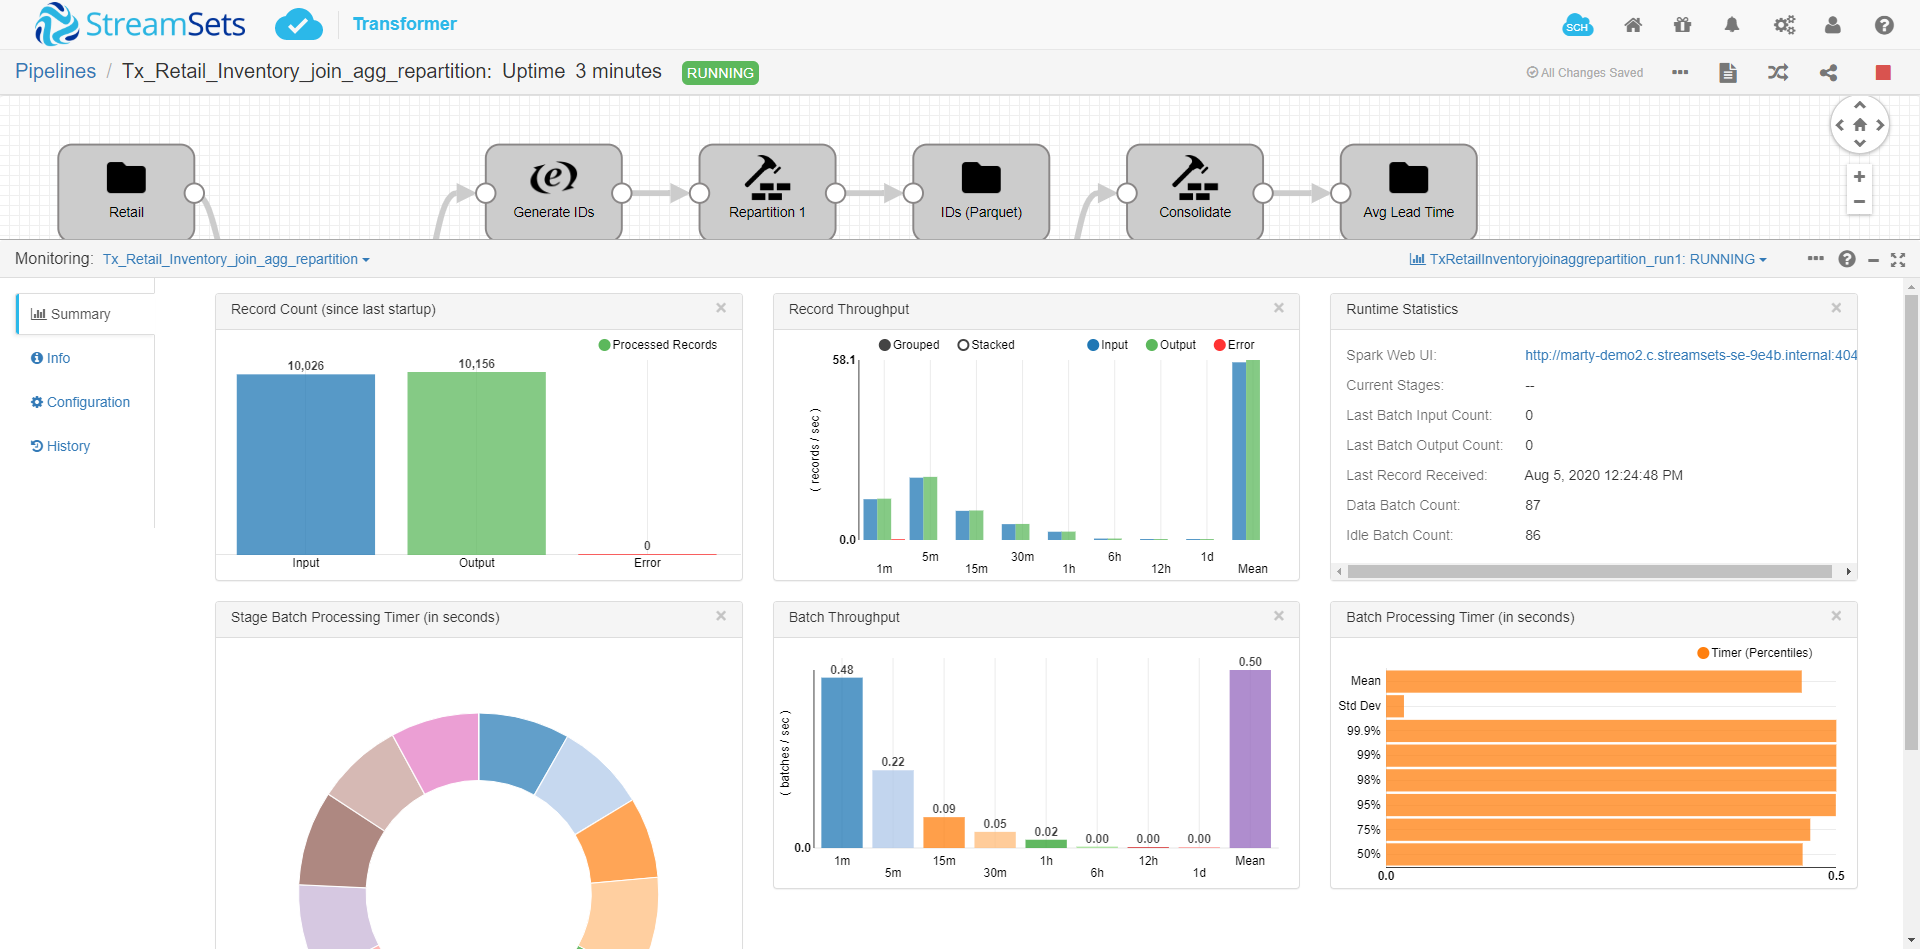 StreamSets
Transformer
SCH
Pipelines / Tx_Retail_Inventory_join_agg_repartition: Uptime 3 minutes RUNNING
All Changes Saved
Retail
Generate IDs
Repartition 1
IDs (Parquet)
Consolidate
Avg Lead Time
Monitoring: Tx_Retail_Inventory_join_agg_repartition
TxRetailInventoryjoinaggrepartition_run1: RUNNING
Summary
Info
Configuration
History
Record Count (since last startup)
Processed Records
10,026
10,156
0
Input
Output
Error
Record Throughput
Grouped
Stacked
Input
Output
Error
58.1
( records / sec )
0.0
1m
5m
15m
30m
1h
6h
12h
1d
Mean
Runtime Statistics
Spark Web UI: http://marty-demo2.c.streamsets-se-9e4b.internal:404
Current Stages: --
Last Batch Input Count: 0
Last Batch Output Count: 0
Last Record Received: Aug 5, 2020 12:24:48 PM
Data Batch Count: 87
Idle Batch Count: 86
Stage Batch Processing Timer (in seconds)
Batch Throughput
( batches / sec )
0.48
0.22
0.09
0.05
0.02
0.00
0.00
0.00
0.50
0.0
1m
5m
15m
30m
1h
6h
12h
1d
Mean
Batch Processing Timer (in seconds)
Timer (Percentiles)
Mean
Std Dev
99.9%
99%
98%
95%
75%
50%
0.0
0.5